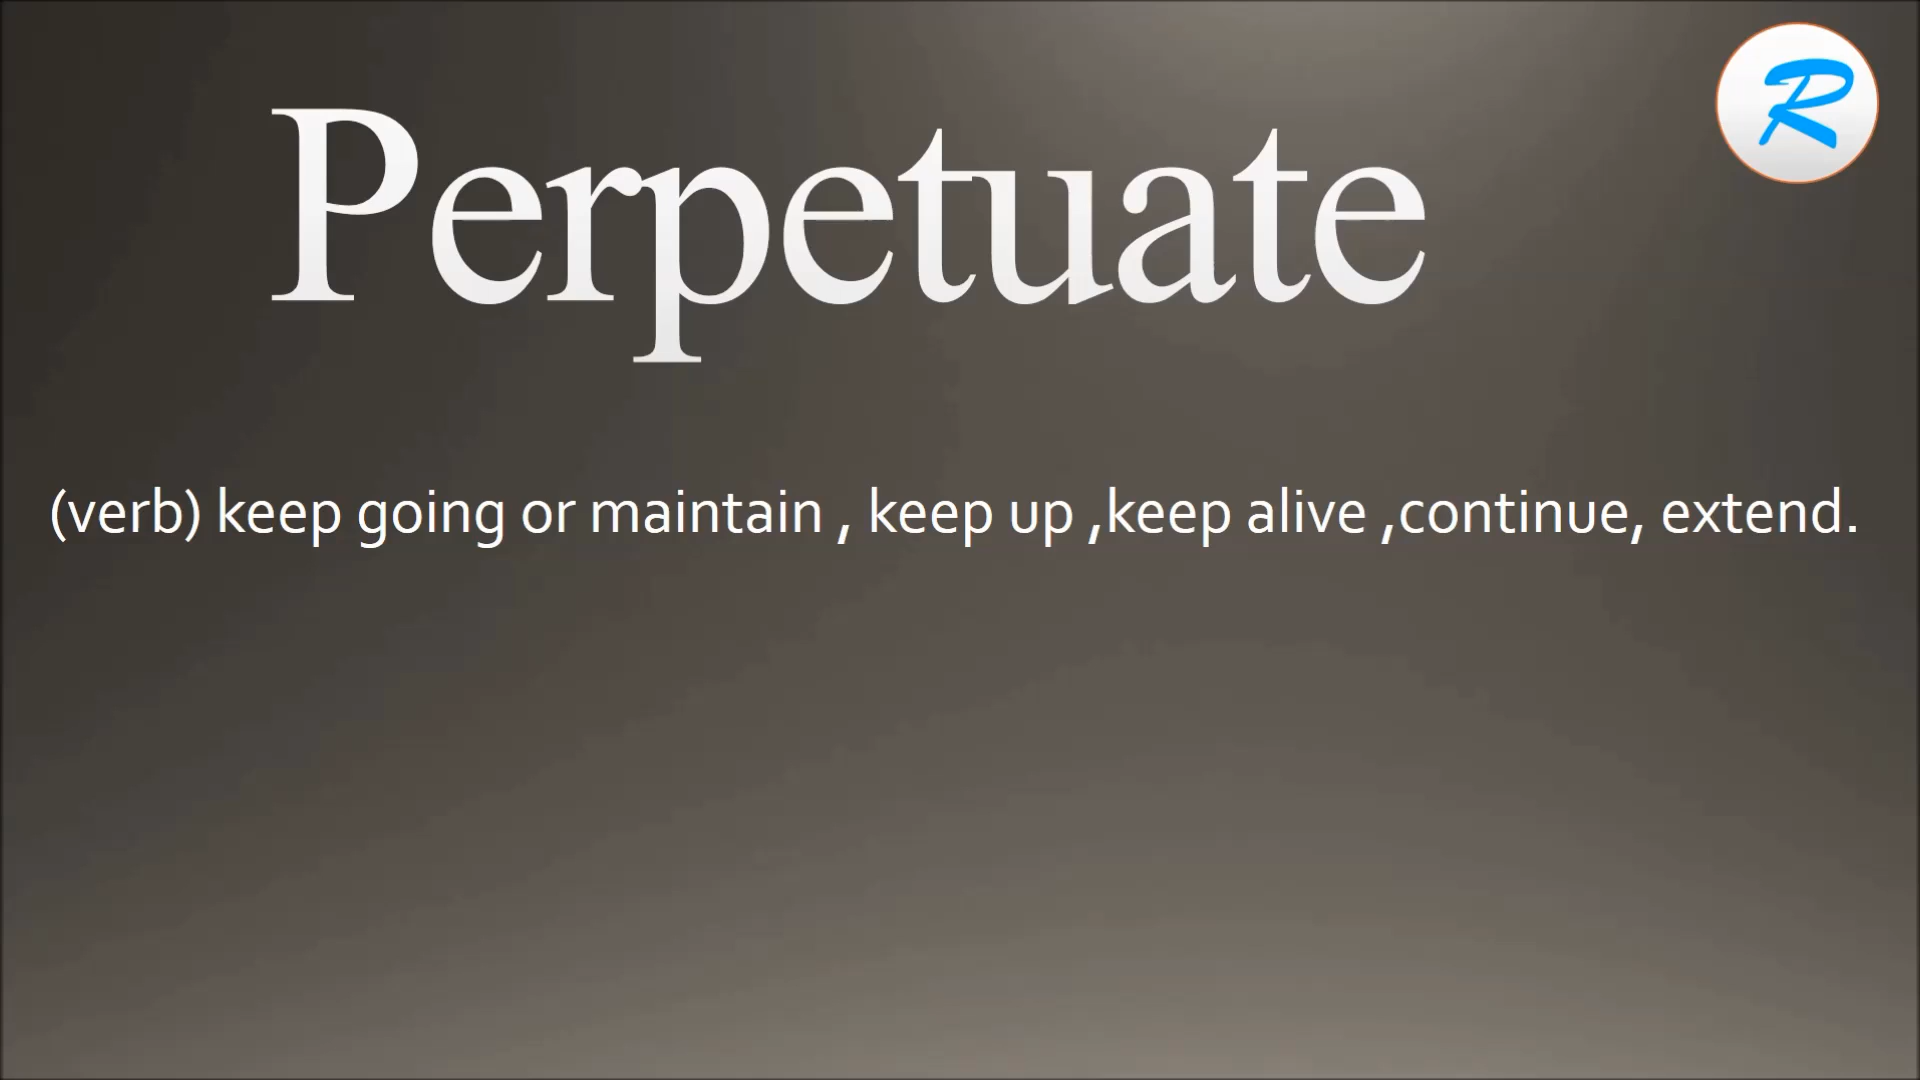 R
Perpetuate
(verb) keep going or maintain , keep up ,keep alive ,continue, extend.